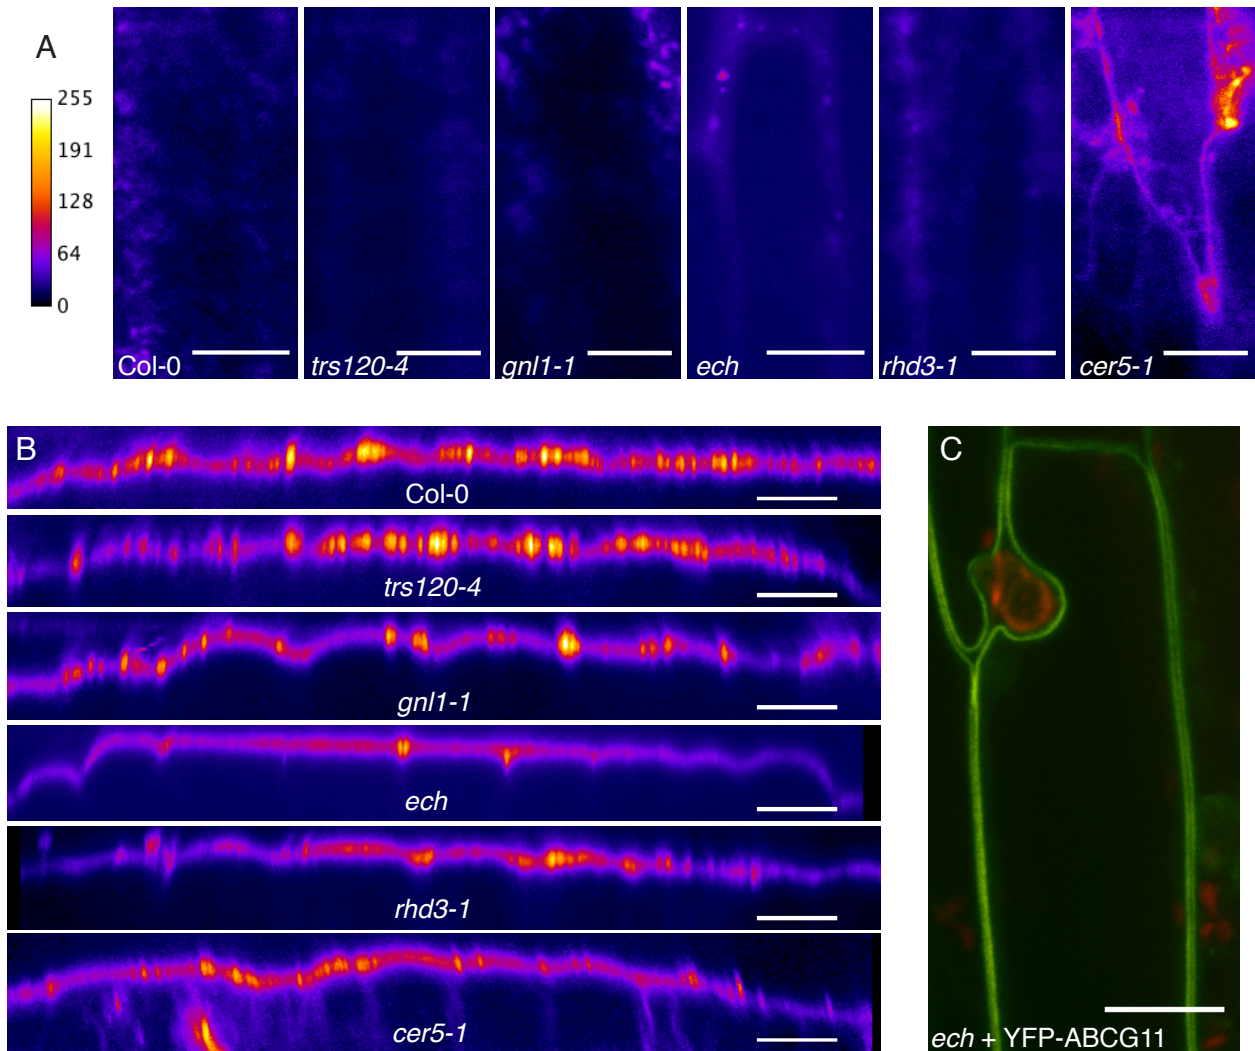 A
255
191
128
64
0
Col-0
trs120-4
gnl1-1
ech
rhd3-1
cer5-1
B
Col-0
trs120-4
gnl1-1
ech
rhd3-1
cer5-1
C
ech + YFP-ABCG11